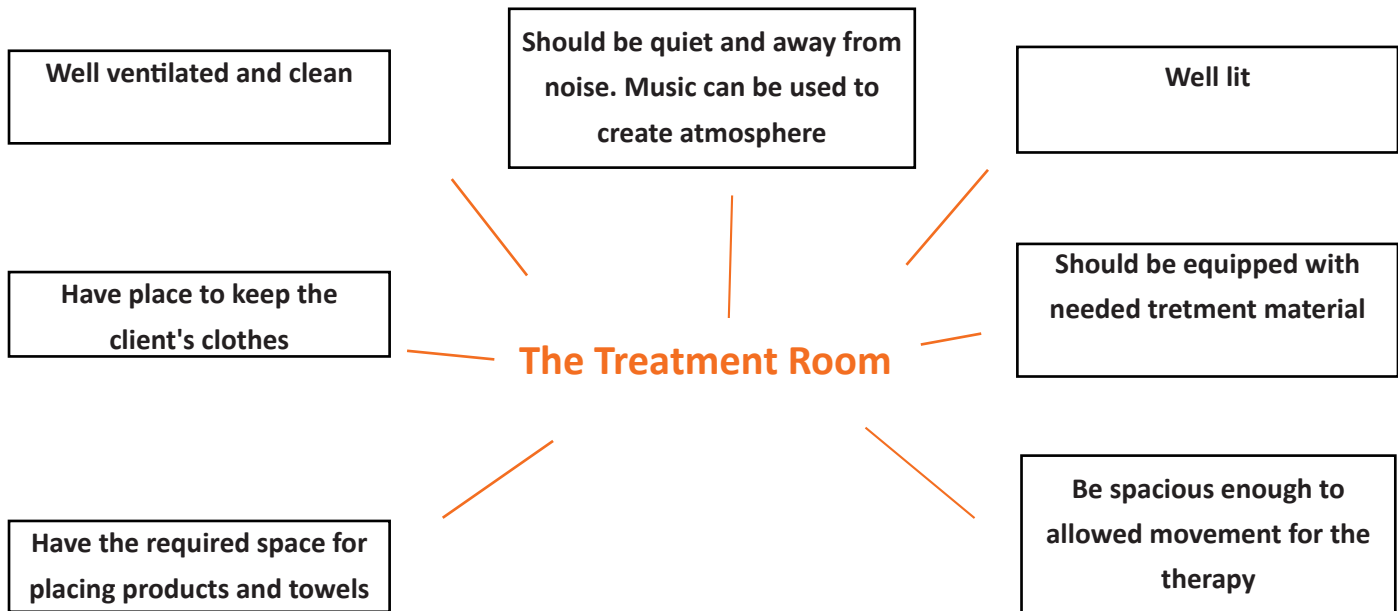 Well ventilated and clean
Should be quiet and away from
noise. Music can be used to
create atmosphere
Well lit
Have place to keep the
client's clothes
The Treatment Room
Should be equipped with
needed tretment material
Have the required space for
placing products and towels
Be spacious enough to
allowed movement for the
therapy